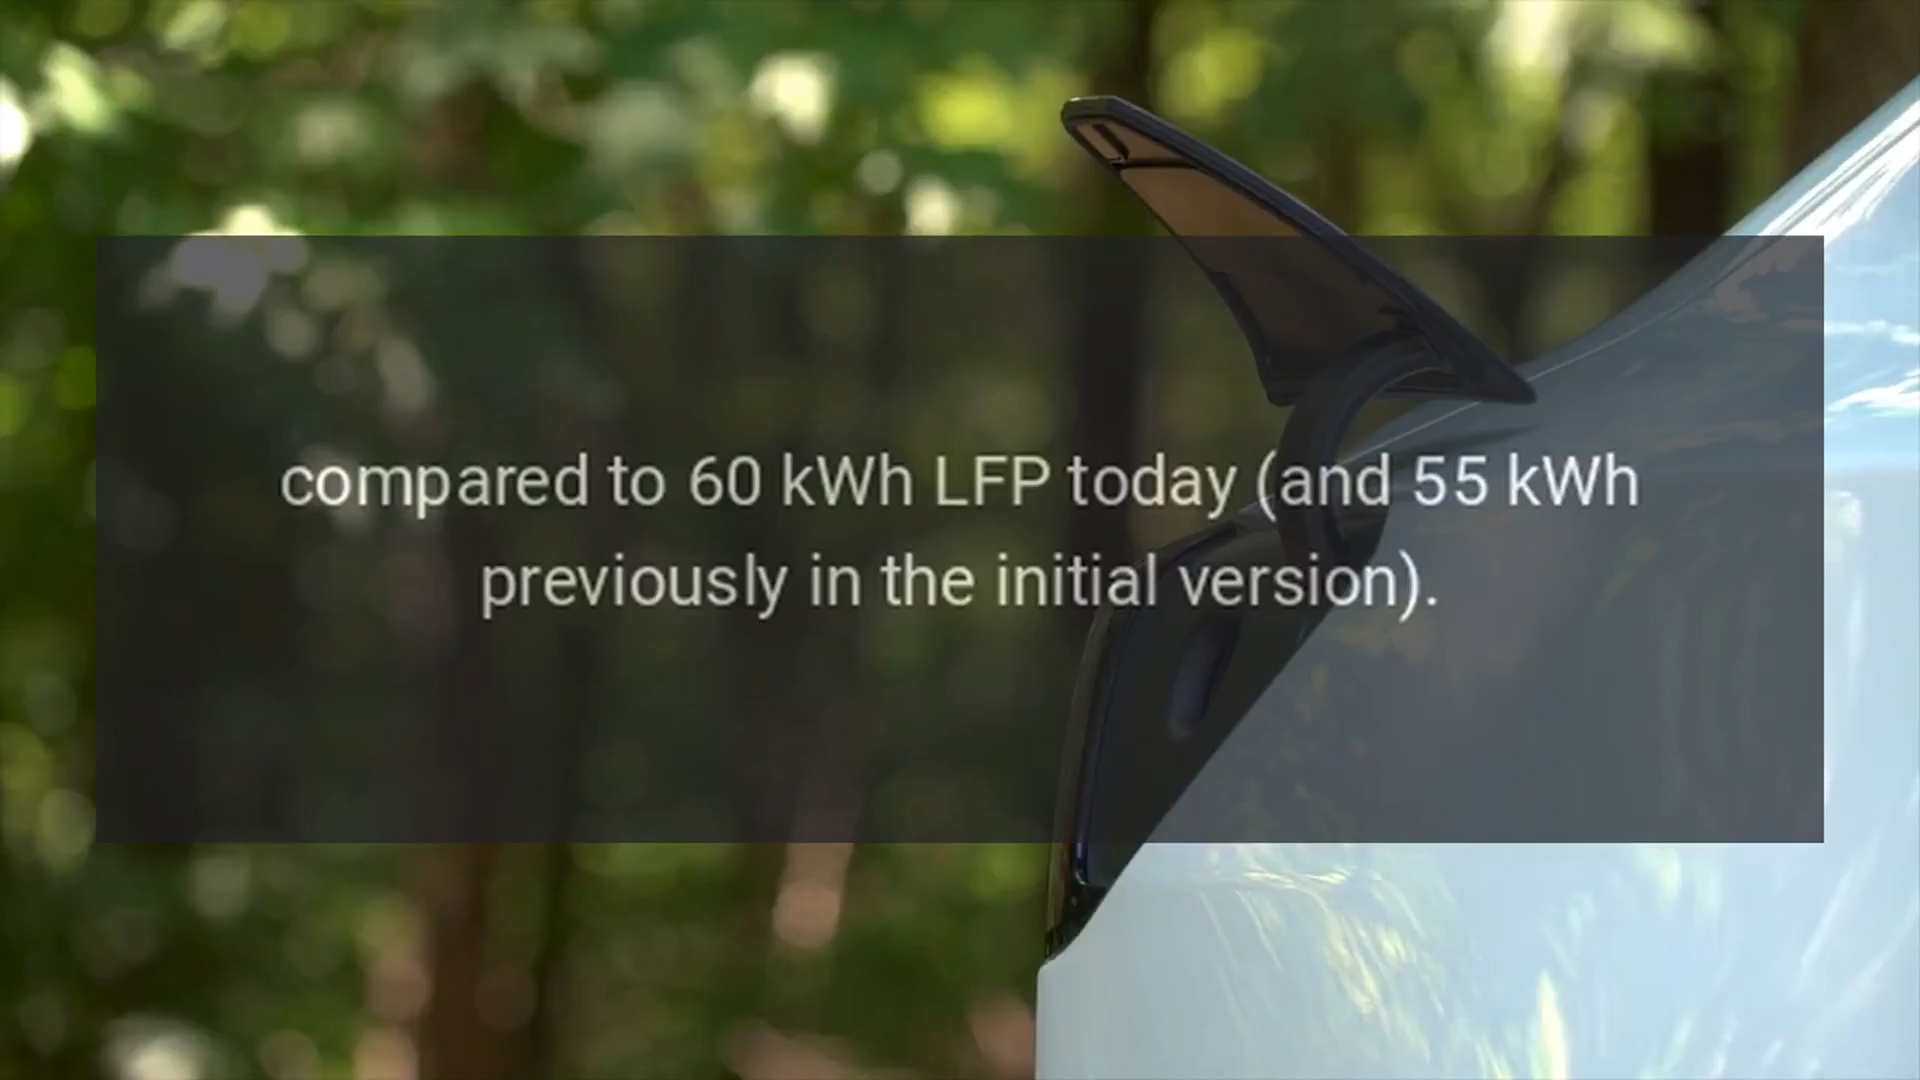 compared to 60 kWh LFP today (and 55 kWh
previously in the initial version).